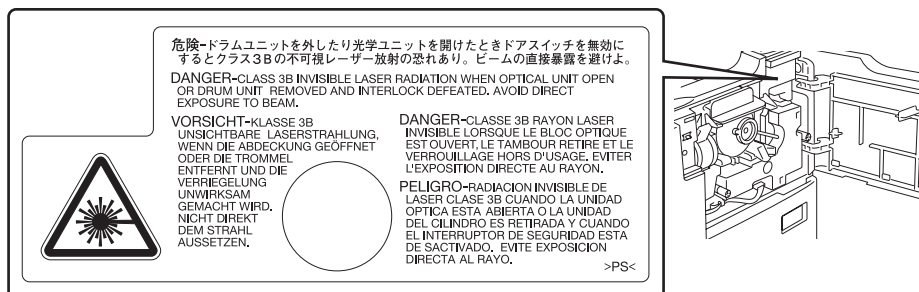 危険-ドラムユニットを外したり光学ユニットを開けたときドアスイッチを無効に
するとクラス3Bの不可視レーザー放射の恐れあり。ビームの直接暴露を避けよ。
DANGER-CLASS 3B INVISIBLE LASER RADIATION WHEN OPTICAL UNIT OPEN
OR DRUM UNIT REMOVED AND INTERLOCK DEFEATED. AVOID DIRECT
EXPOSURE TO BEAM.
VORSICHT-KLASSE 3B
UNSICHTBARE LASERSTRAHLUNG,
WENN DIE ABDECKUNG GEÖFFNET
ODER DIE TROMMEL
ENTFERNT UND DIE
VERRIEGELUNG
UNWIRKSAM
GEMACHT WIRD.
NICHT DIREKT
DEM STRAHL
AUSSETZEN.
DANGER-CLASSE 3B RAYON LASER
INVISIBLE LORSQUE LE BLOC OPTIQUE
EST OUVERT, LE TAMBOUR RETIRE ET LE
VERROUILLAGE HORS D'USAGE. EVITER
L'EXPOSITION DIRECTE AU RAYON.
PELIGRO-RADIACION INVISIBLE DE
LASER CLASE 3B CUANDO LA UNIDAD
OPTICA ESTA ABIERTA O LA UNIDAD
DEL CILINDRO ES RETIRADA Y CUANDO
EL INTERRUPTOR DE SEGURIDAD ESTA
DE SACTIVADO. EVITE EXPOSICION
DIRECTA AL RAYO.
>PS<